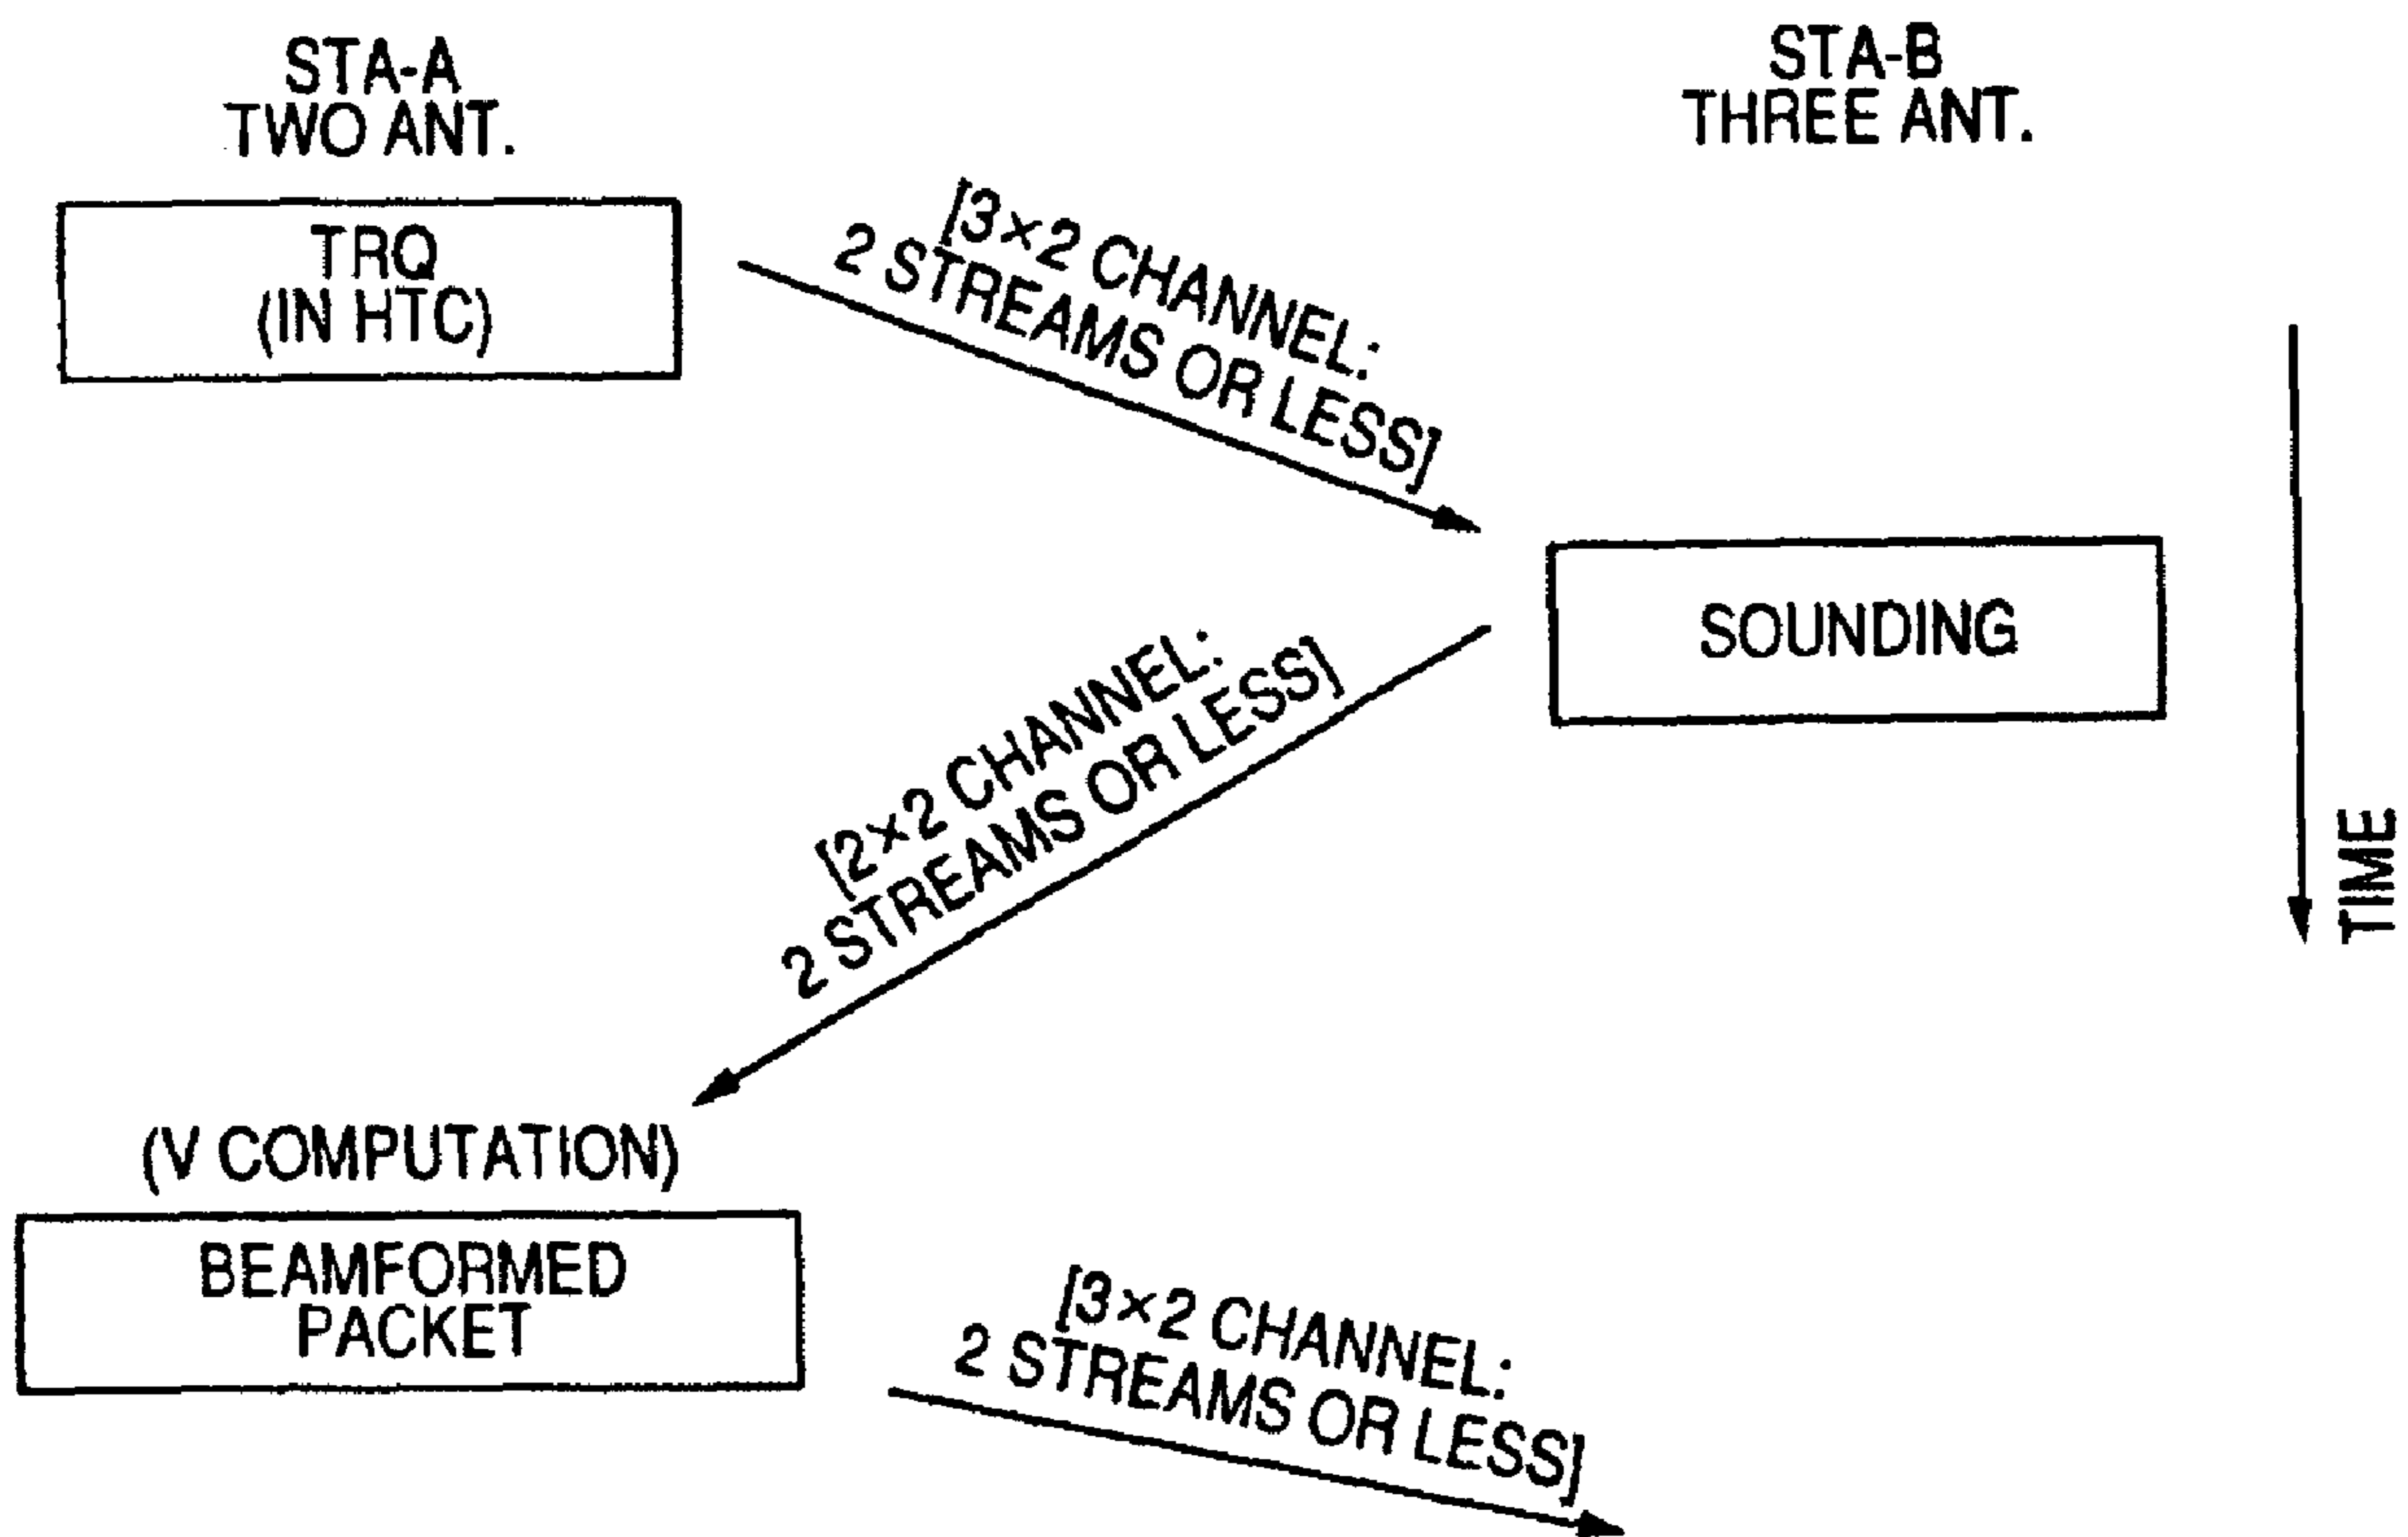 STA-A
TWO ANT.
STA-B
THREE ANT.
TRQ
(IN HTC)
[3×2 CHANNEL:
2 STREAMS OR LESS]
SOUNDING
[2×2 CHANNEL:
2 STREAMS OR LESS]
TIME
(V COMPUTATION)
BEAMFORMED
PACKET
[3×2 CHANNEL:
2 STREAMS OR LESS]